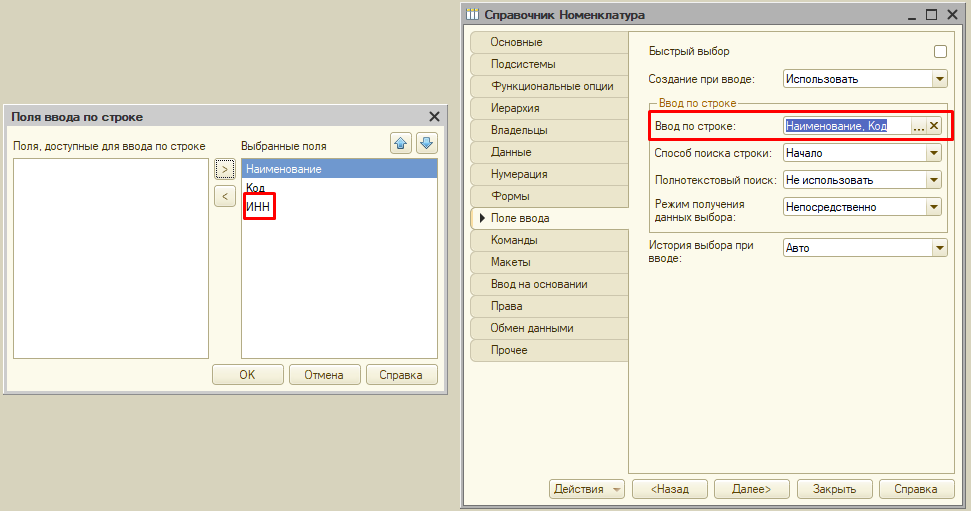 Поля ввода по строке
Поля, доступные для ввода по строке
Выбранные поля
>
<
Наименование
Код
ИНН
ОК
Отмена
Справка
Справочник Номенклатура
Основные
Подсистемы
Функциональные опции
Иерархия
Владельцы
Данные
Нумерация
Формы
Поле ввода
Команды
Макеты
Ввод на основании
Права
Обмен данными
Прочее
Быстрый выбор
Создание при вводе: Использовать
Ввод по строке
Ввод по строке: Наименование, Код ...
Способ поиска строки: Начало
Полнотекстовый поиск: Не использовать
Режим получения
данных выбора: Непосредственно
История выбора при
вводе: Авто
Действия
<Назад
Далее>
Закрыть
Справка